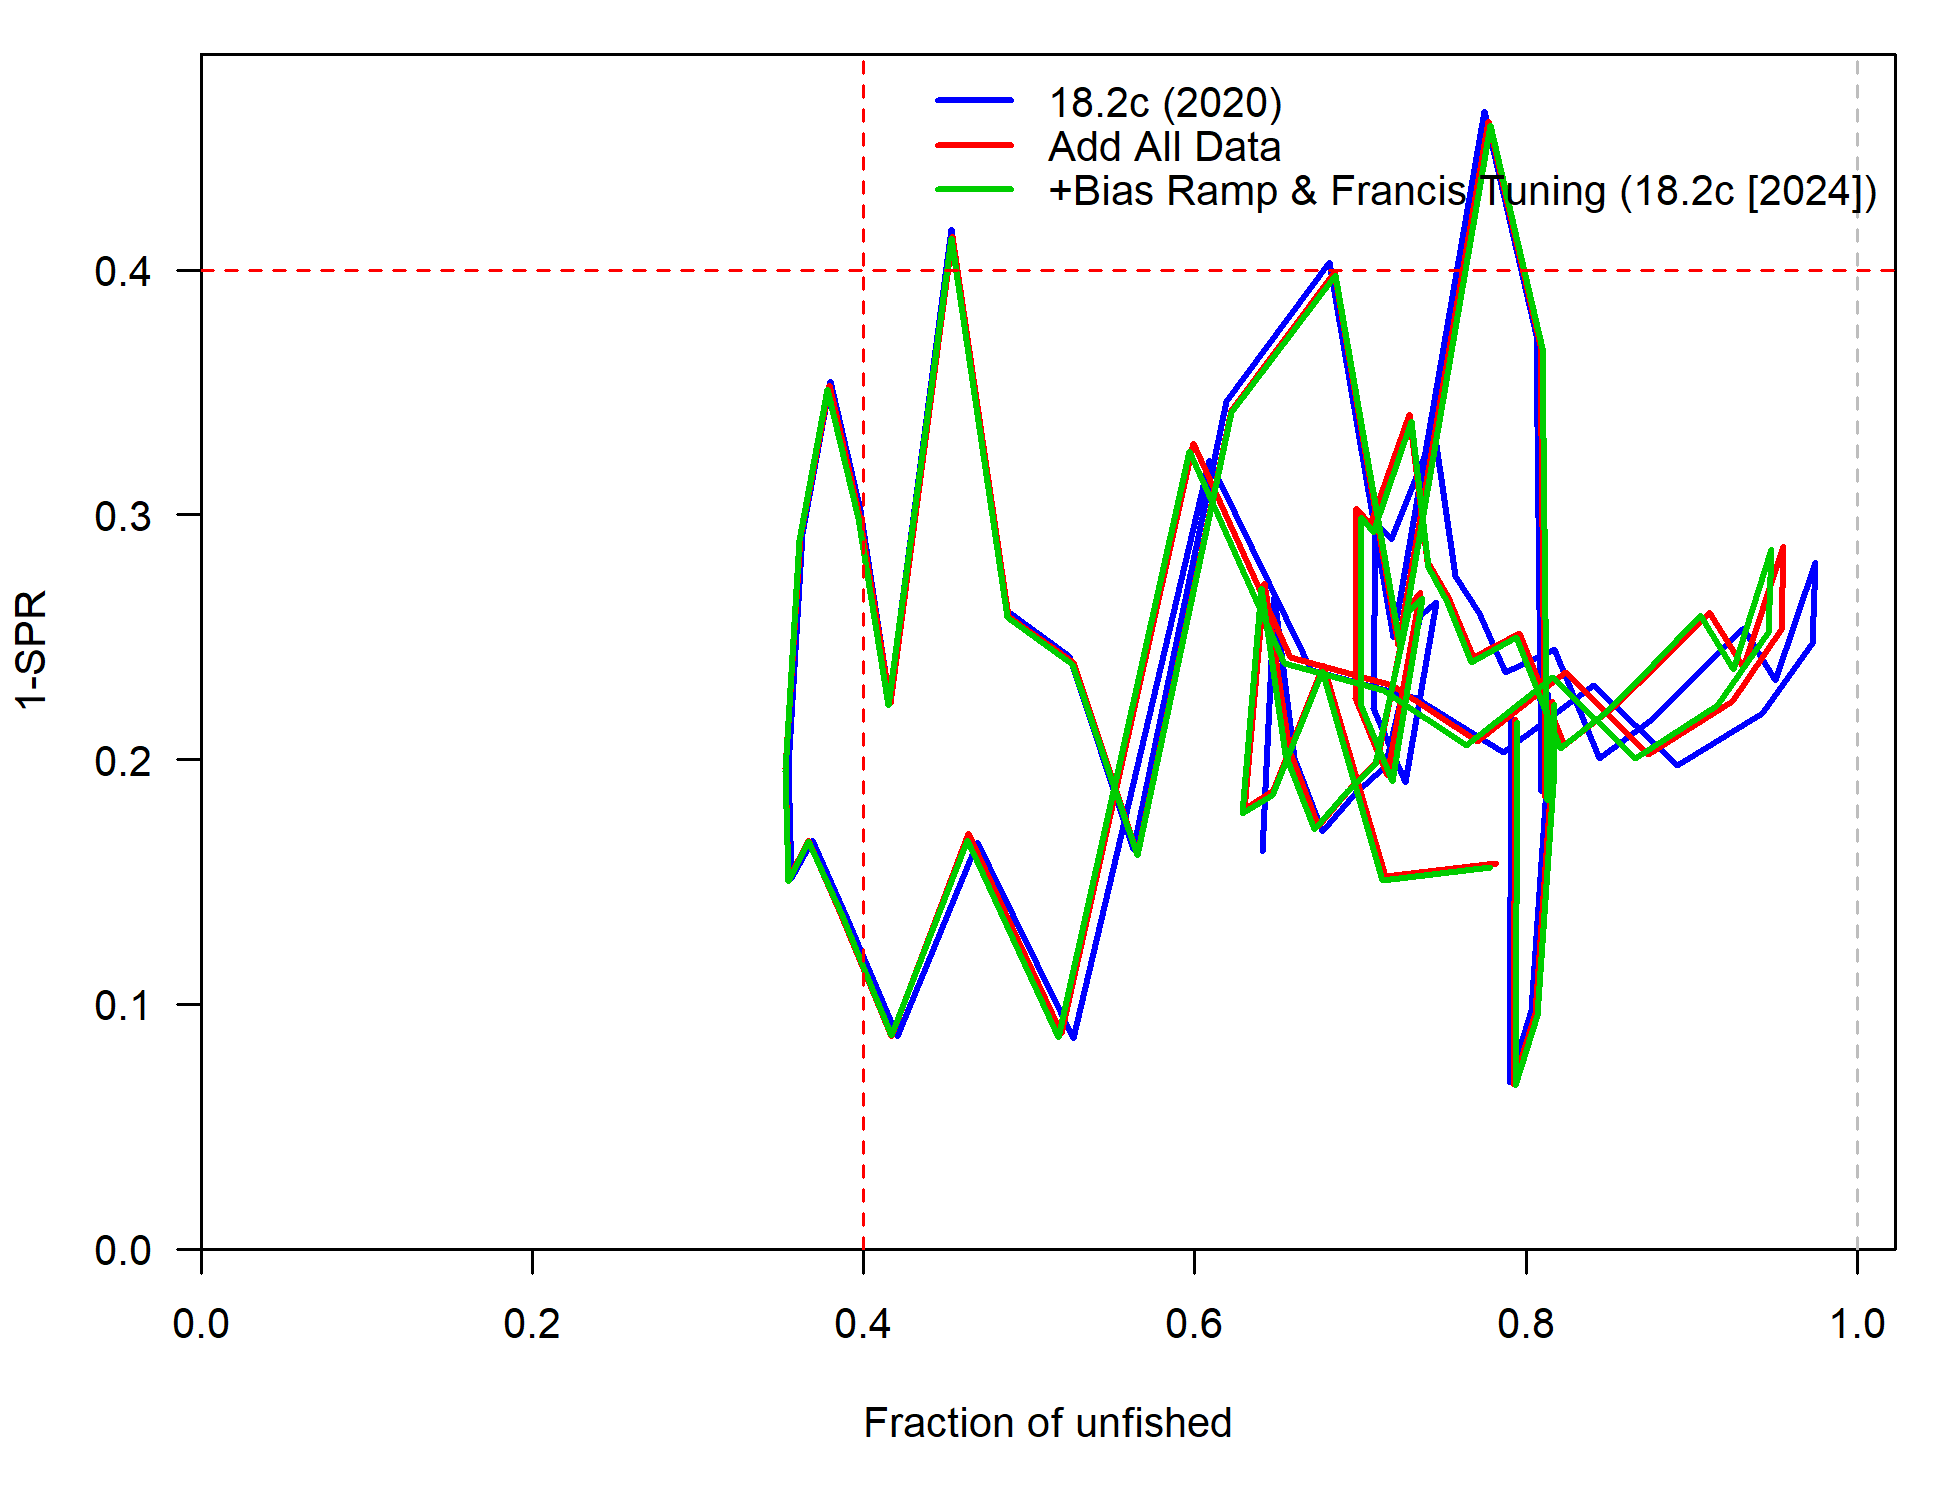 18.2c (2020)
Add All Data
+Bias Ramp & Francis Tuning (18.2c [2024])
0.4
0.3
0.2
0.1
0.0
1-SPR
0.0 0.2 0.4 0.6 0.8 1.0
Fraction of unfished